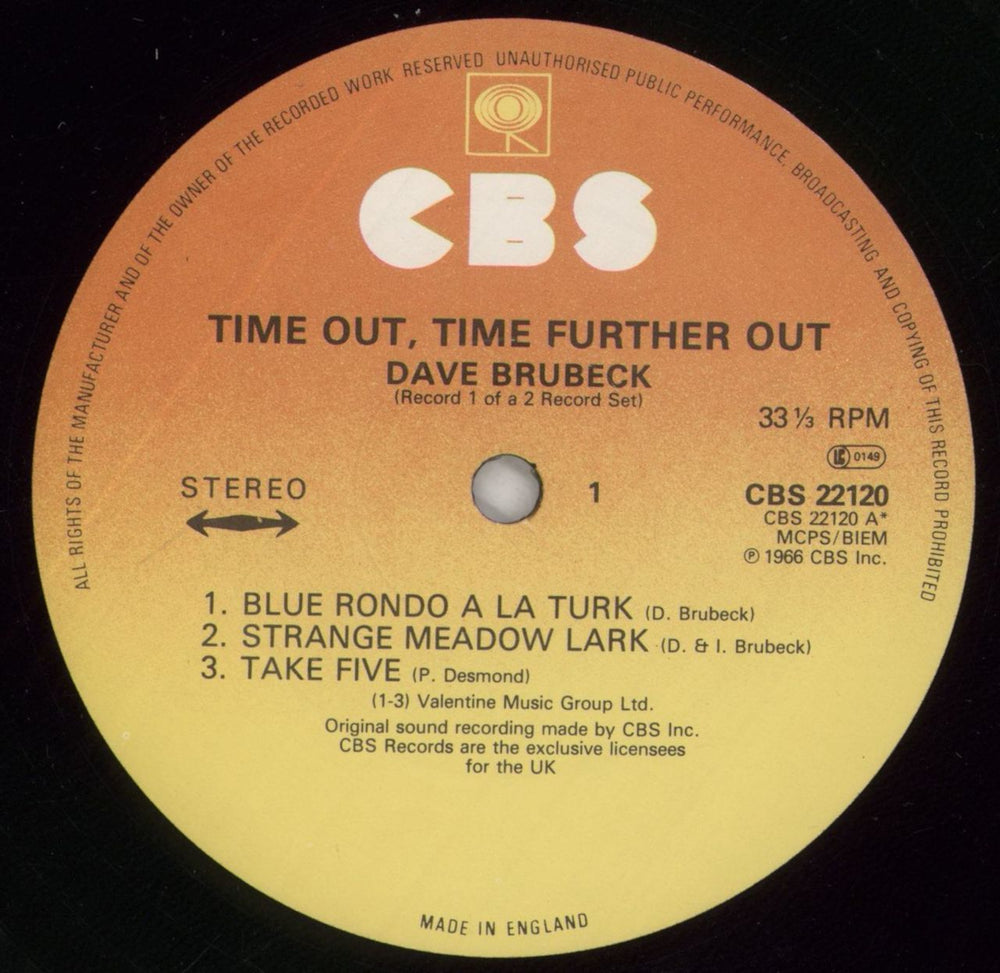 ALL RIGHTS OF THE MANUFACTURER AND OF THE OWNER OF THE RECORDED WORK RESERVED UNAUTHORISED PUBLIC PERFORMANCE, BROADCASTING AND COPYING OF THIS RECORD PROHIBITED
CBS
TIME OUT, TIME FURTHER OUT
DAVE BRUBECK
(Record 1 of a 2 Record Set)
33 ⅓ RPM
LC 0149
STEREO
1
CBS 22120
CBS 22120 A*
MCPS/BIEM
℗ 1966 CBS Inc.
1. BLUE RONDO A LA TURK (D. Brubeck)
2. STRANGE MEADOW LARK (D. & I. Brubeck)
3. TAKE FIVE (P. Desmond)
(1-3) Valentine Music Group Ltd.
Original sound recording made by CBS Inc.
CBS Records are the exclusive licensees
for the UK
MADE IN ENGLAND